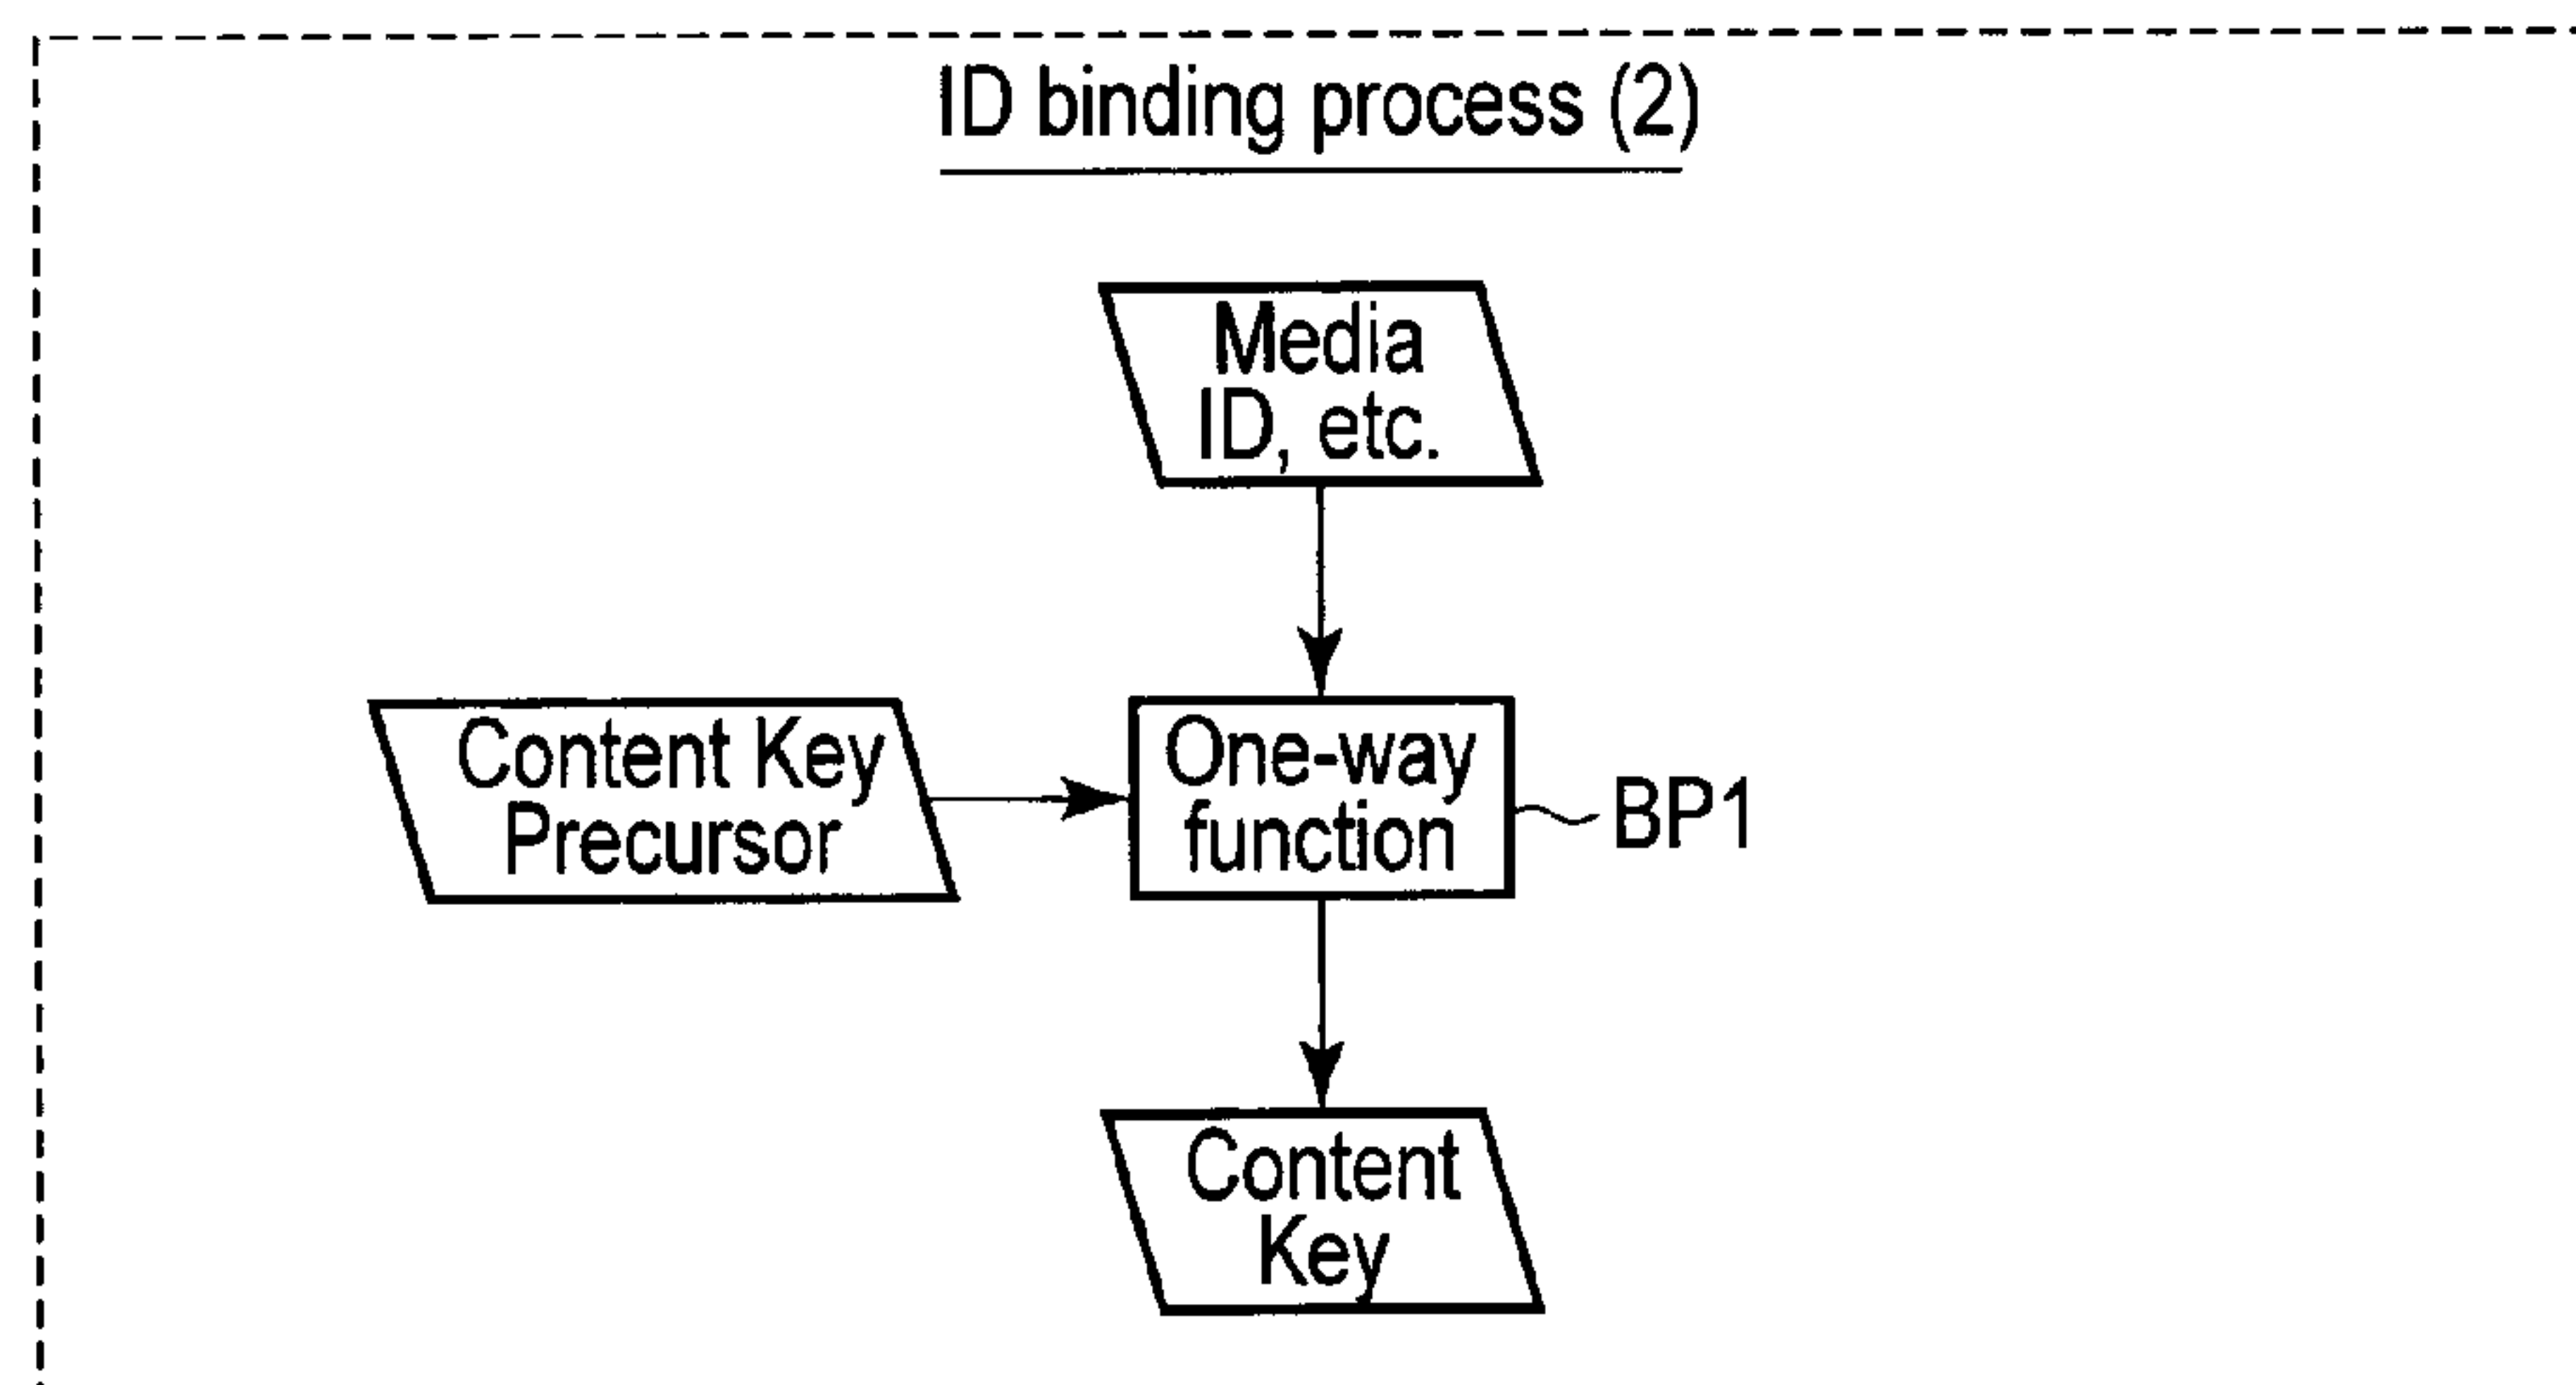 ID binding process (2)
Media
ID, etc.
Content Key
Precursor
One-way
function
BP1
Content
Key